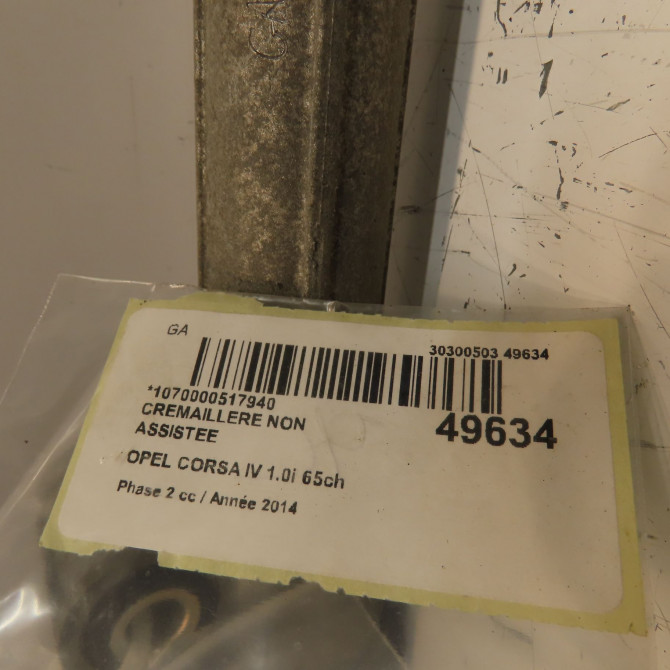 GA
30300503 49634
*1070000517940
CREMAILLERE NON
ASSISTEE
49634
OPEL CORSA IV 1.0i 65ch
Phase 2 cc / Année 2014